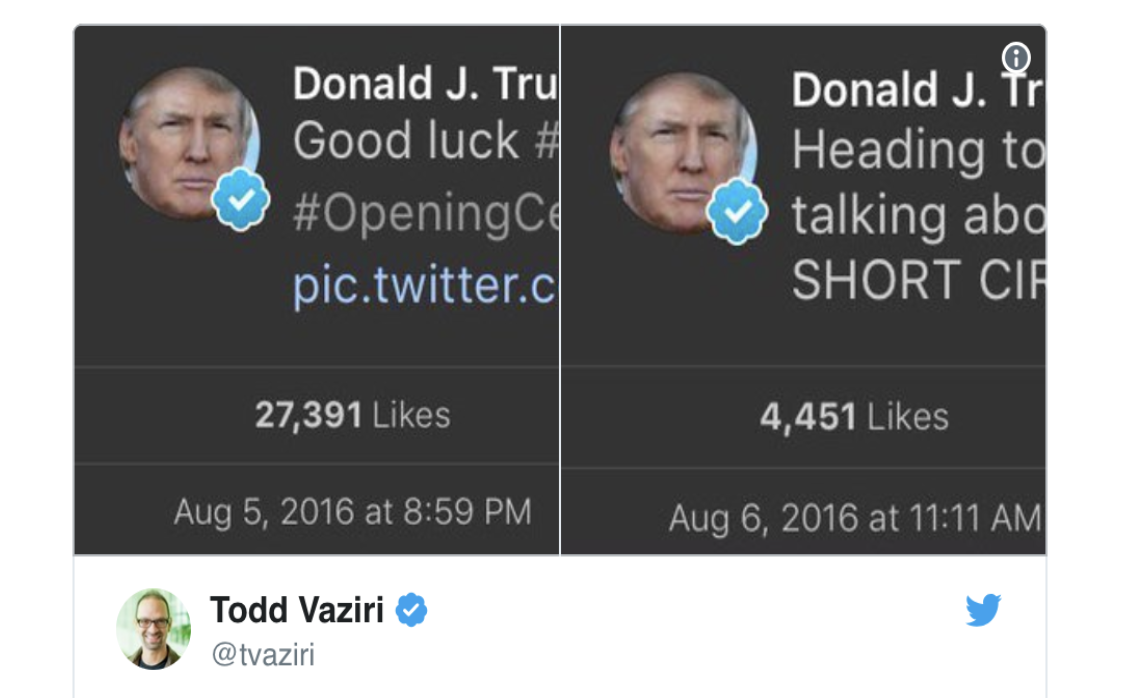 Donald J. Tru
Good luck #
#OpeningCe
pic.twitter.c
27,391 Likes
Aug 5, 2016 at 8:59 PM
Donald J. Tr
Heading to
talking abo
SHORT CIR
4,451 Likes
Aug 6, 2016 at 11:11 AM
Todd Vaziri
@tvaziri